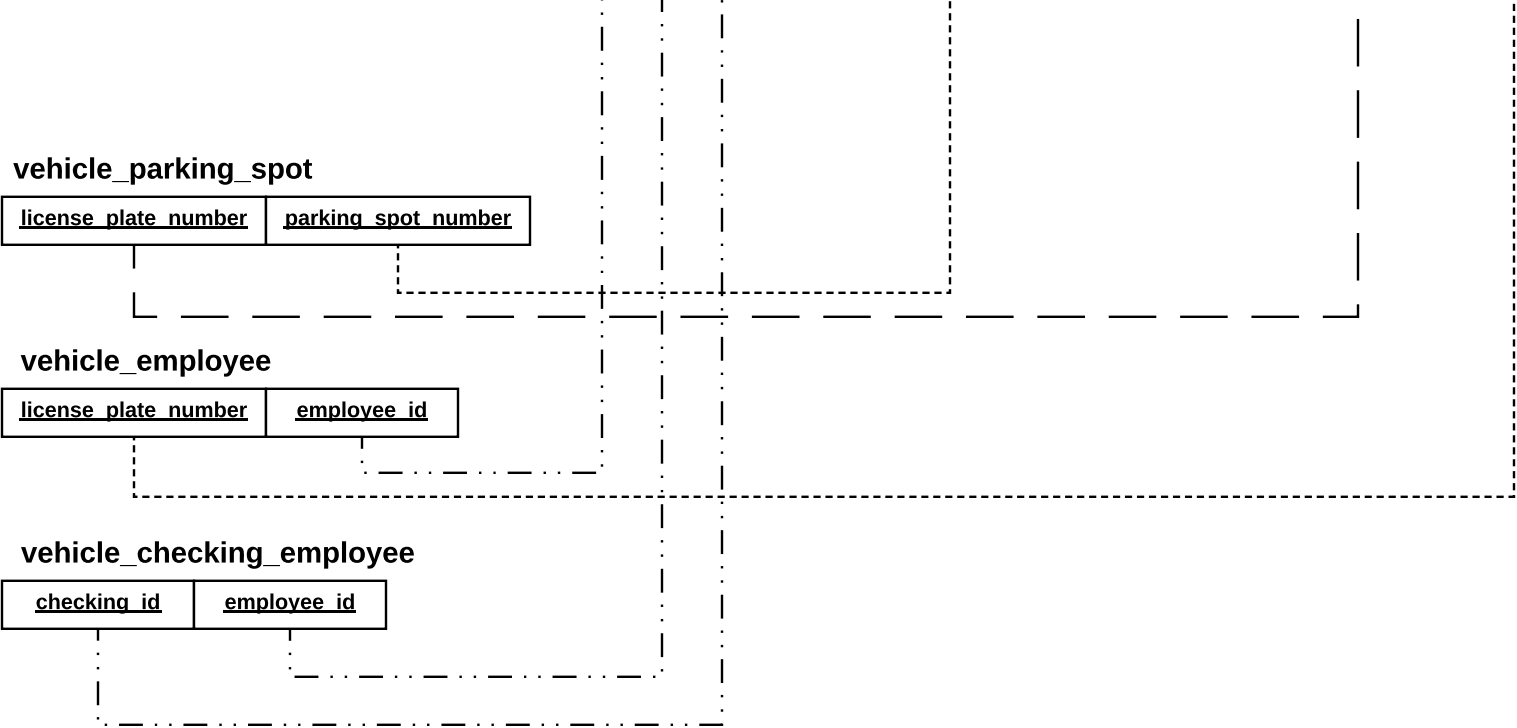 vehicle_parking_spot
license_plate_number parking_spot_number
vehicle_employee
license_plate_number employee_id
vehicle_checking_employee
checking_id employee_id